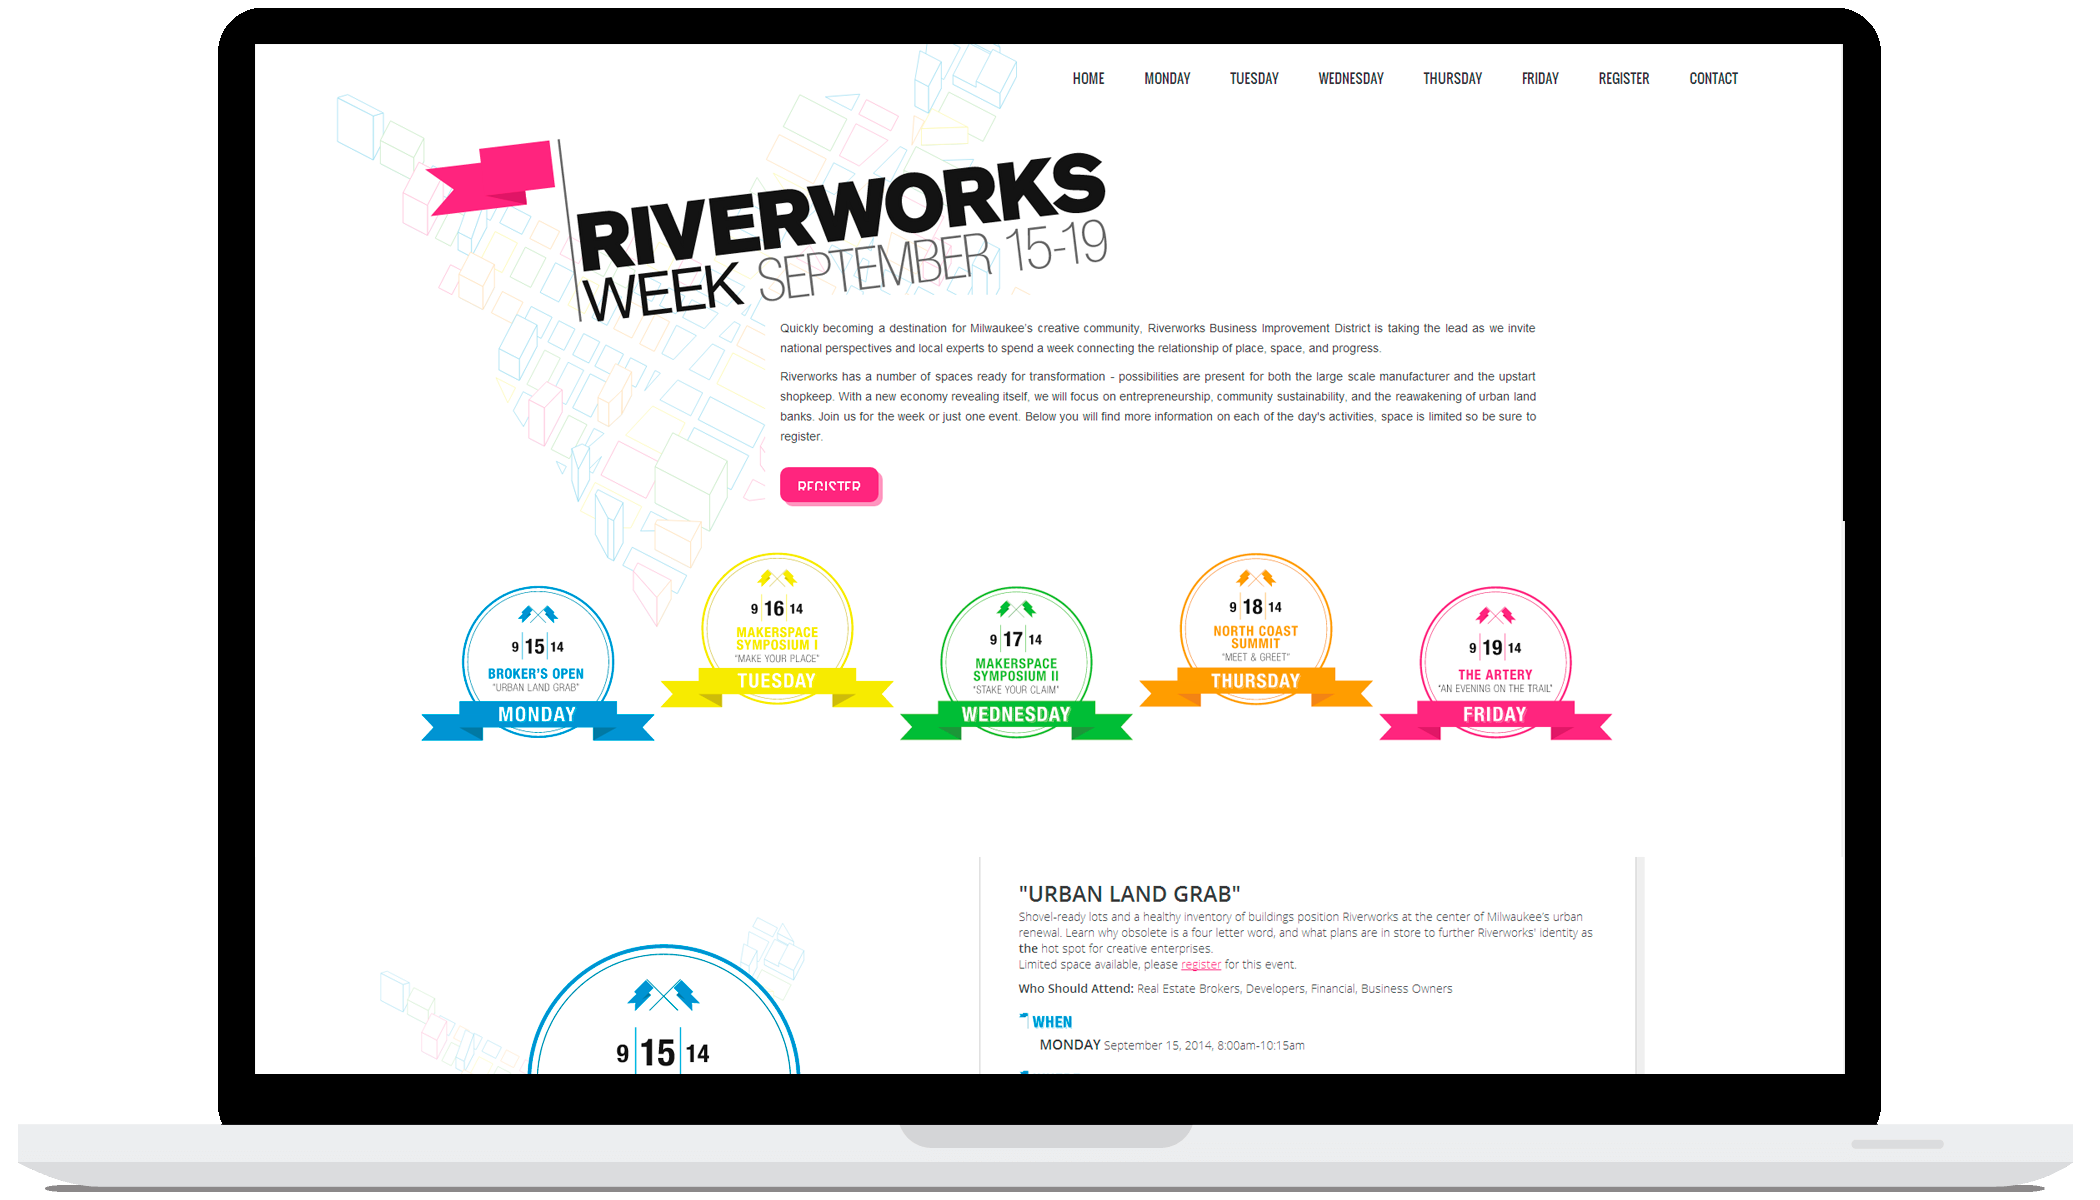 HOME MONDAY TUESDAY WEDNESDAY THURSDAY FRIDAY REGISTER CONTACT
RIVERWORKS
WEEK SEPTEMBER 15-19
Quickly becoming a destination for Milwaukee's creative community, Riverworks Business Improvement District is taking the lead as we invite
national perspectives and local experts to spend a week connecting the relationship of place, space, and progress.
Riverworks has a number of spaces ready for transformation - possibilities are present for both the large scale manufacturer and the upstart
shopkeep. With a new economy revealing itself, we will focus on entrepreneurship, community sustainability, and the reawakening of urban land
banks. Join us for the week or just one event. Below you will find more information on each of the day's activities, space is limited so be sure to
register.
REGISTER
9 15 14
BROKER'S OPEN
"URBAN LAND GRAB"
MONDAY
9 16 14
MAKERSPACE
SYMPOSIUM I
"MAKE YOUR PLACE"
TUESDAY
9 17 14
MAKERSPACE
SYMPOSIUM II
"STAKE YOUR CLAIM"
WEDNESDAY
9 18 14
NORTH COAST
SUMMIT
"MEET & GREET"
THURSDAY
9 19 14
THE ARTERY
"AN EVENING ON THE TRAIL"
FRIDAY
9 15 14
"URBAN LAND GRAB"
Shovel-ready lots and a healthy inventory of buildings position Riverworks at the center of Milwaukee's urban
renewal. Learn why obsolete is a four letter word, and what plans are in store to further Riverworks' identity as
the hot spot for creative enterprises.
Limited space available, please register for this event.
Who Should Attend: Real Estate Brokers, Developers, Financial, Business Owners
WHEN
MONDAY September 15, 2014, 8:00am-10:15am